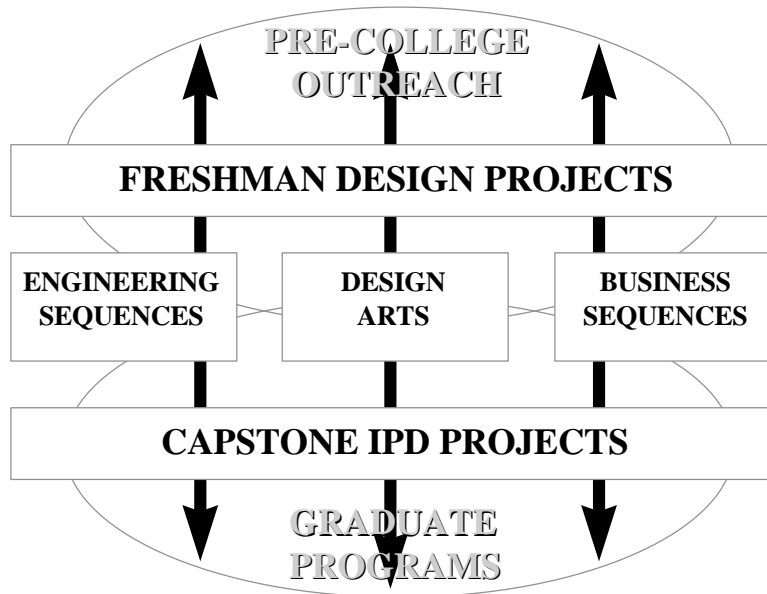 PRE-COLLEGE
OUTREACH
FRESHMAN DESIGN PROJECTS
ENGINEERING
SEQUENCES
DESIGN
ARTS
BUSINESS
SEQUENCES
CAPSTONE IPD PROJECTS
GRADUATE
PROGRAMS